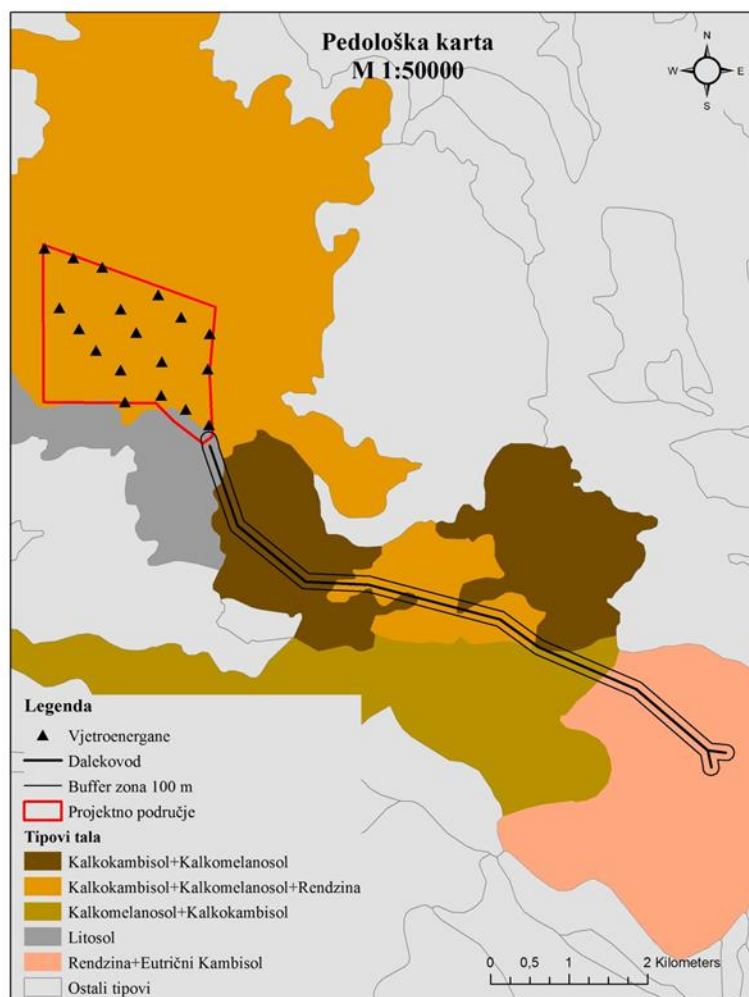 Pedološka karta
M 1:50000
N
W E
S
Legenda
Vjetroenergane
Dalekovod
Buffer zona 100 m
Projektno područje
Tipovi tala
Kalkokambisol+Kalkomelanosol
Kalkokambisol+Kalkomelanosol+Rendzina
Kalkomelanosol+Kalkokambisol
Litosol
Rendzina+Eutrični Kambisol
Ostali tipovi
0 0,5 1 2 Kilometers